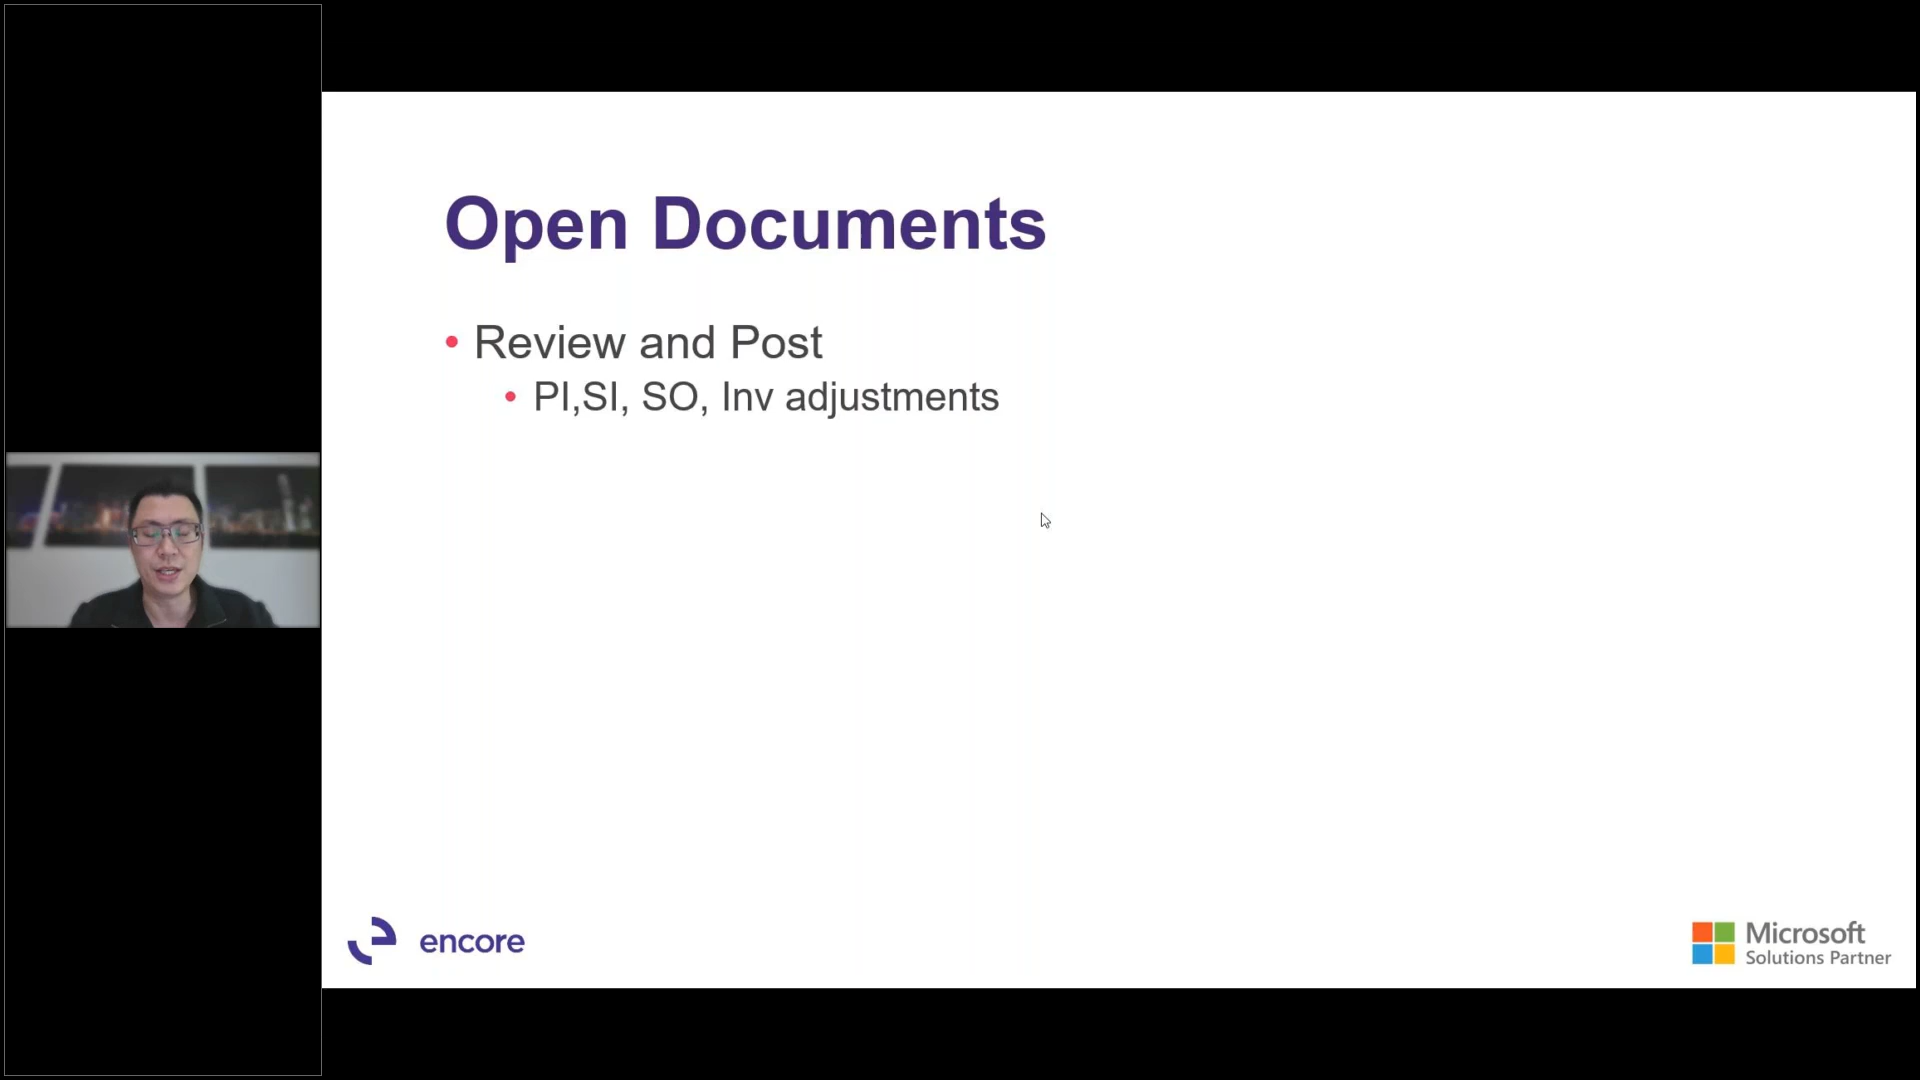 Open Documents
• Review and Post
• PI,SI, SO, Inv adjustments
encore
Microsoft
Solutions Partner